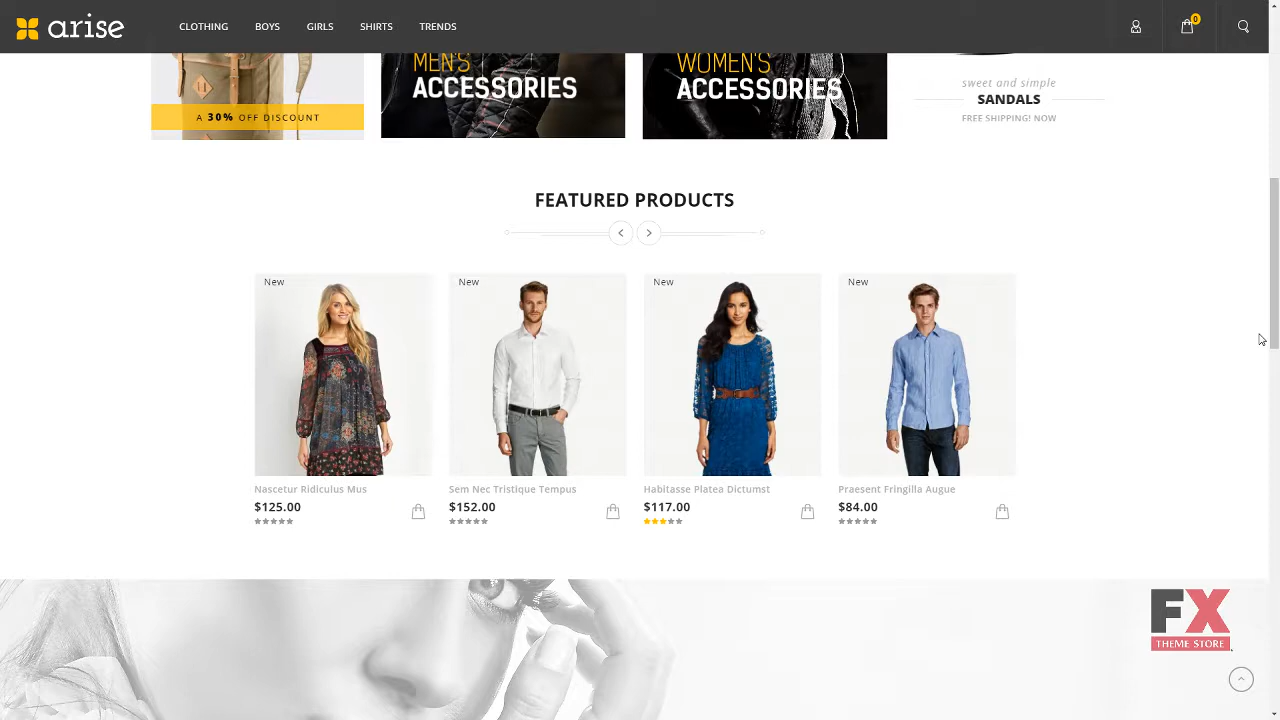 arise
CLOTHING BOYS GIRLS SHIRTS TRENDS
0
A 30% OFF DISCOUNT
MEN'S
ACCESSORIES
WOMEN'S
ACCESSORIES
sweet and simple
SANDALS
FREE SHIPPING! NOW
FEATURED PRODUCTS
New
New
New
New
Nascetur Ridiculus Mus
$125.00
Sem Nec Tristique Tempus
$152.00
Habitasse Platea Dictumst
$117.00
Praesent Fringilla Augue
$84.00
FX
THEME STORE